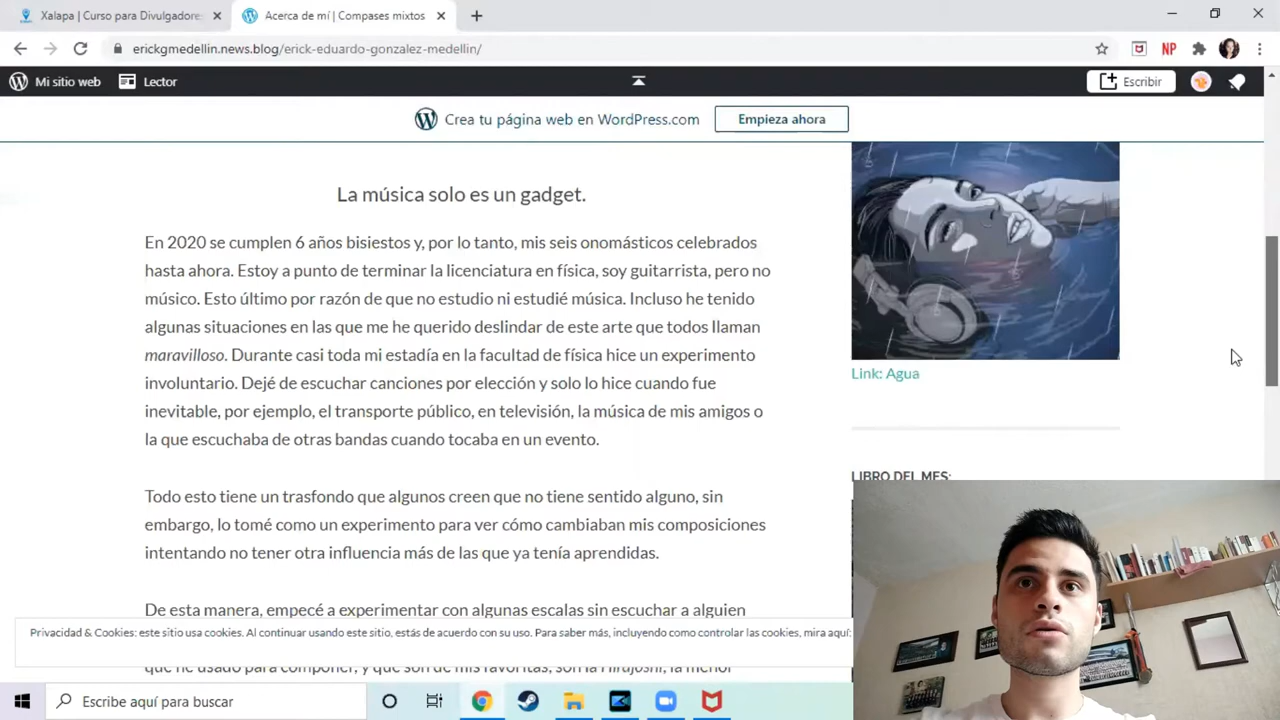 Xalapa | Curso para Divulgadores
Acerca de mí | Compases mixtos
erickgmedellin.news.blog/erick-eduardo-gonzalez-medellin/
NP
Mi sitio web
Lector
Escribir
Crea tu página web en WordPress.com
Empieza ahora
La música solo es un gadget.
En 2020 se cumplen 6 años bisiestos y, por lo tanto, mis seis onomásticos celebrados
hasta ahora. Estoy a punto de terminar la licenciatura en física, soy guitarrista, pero no
músico. Esto último por razón de que no estudio ni estudié música. Incluso he tenido
algunas situaciones en las que me he querido deslindar de este arte que todos llaman
maravilloso. Durante casi toda mi estadía en la facultad de física hice un experimento
involuntario. Dejé de escuchar canciones por elección y solo lo hice cuando fue
inevitable, por ejemplo, el transporte público, en televisión, la música de mis amigos o
la que escuchaba de otras bandas cuando tocaba en un evento.
Todo esto tiene un trasfondo que algunos creen que no tiene sentido alguno, sin
embargo, lo tomé como un experimento para ver cómo cambiaban mis composiciones
intentando no tener otra influencia más de las que ya tenía aprendidas.
De esta manera, empecé a experimentar con algunas escalas sin escuchar a alguien
que he usado para componer, y que son de mis favoritas, son la Hirajoshi, la menor
Link: Agua
LIBRO DEL MES:
Privacidad & Cookies: este sitio usa cookies. Al continuar usando este sitio, estás de acuerdo con su uso. Para saber más, incluyendo como controlar las cookies, mira aquí:
Escribe aquí para buscar